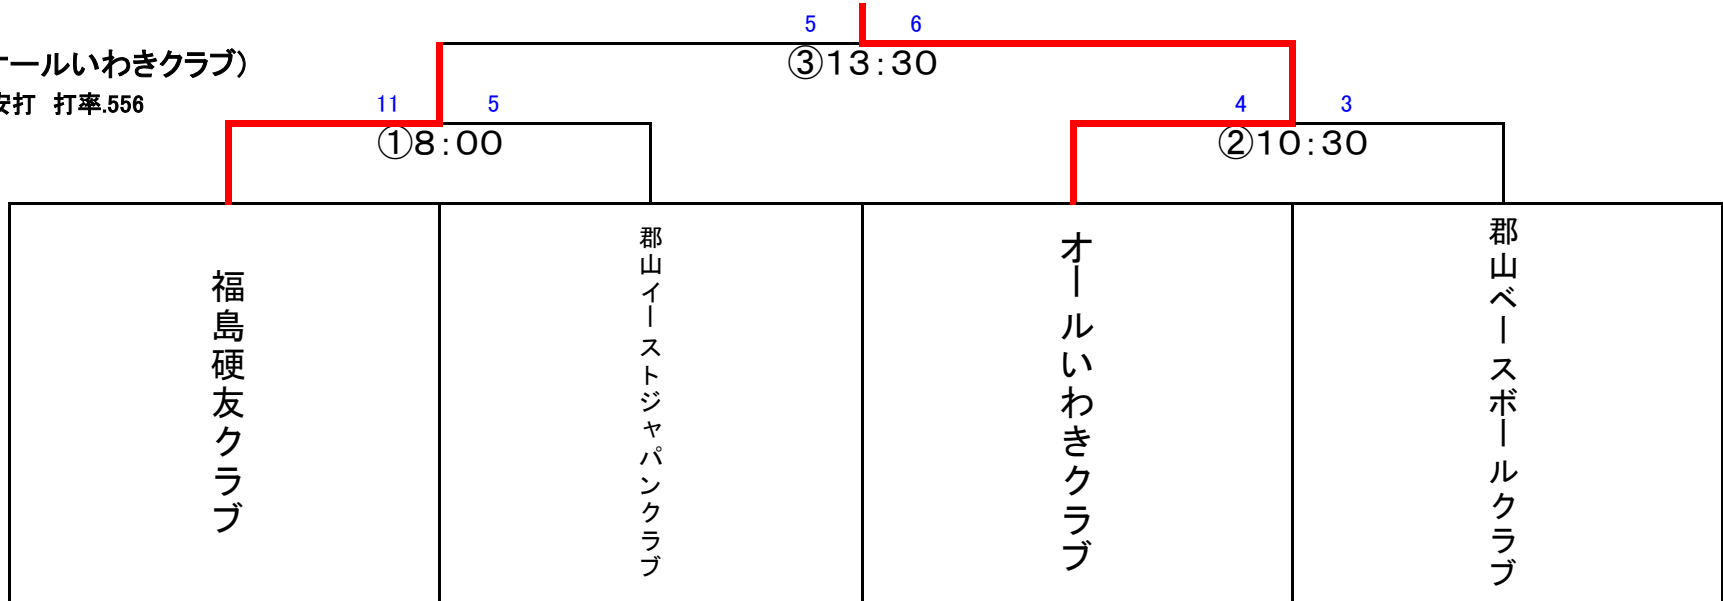 5 6
③13:30
ールいわきクラブ)
打 打率.556
11 5
①8:00
4 3
②10:30
福島硬友クラブ
郡山イーストジャパンクラブ
オールいわきクラブ
郡山ベースボールクラブ